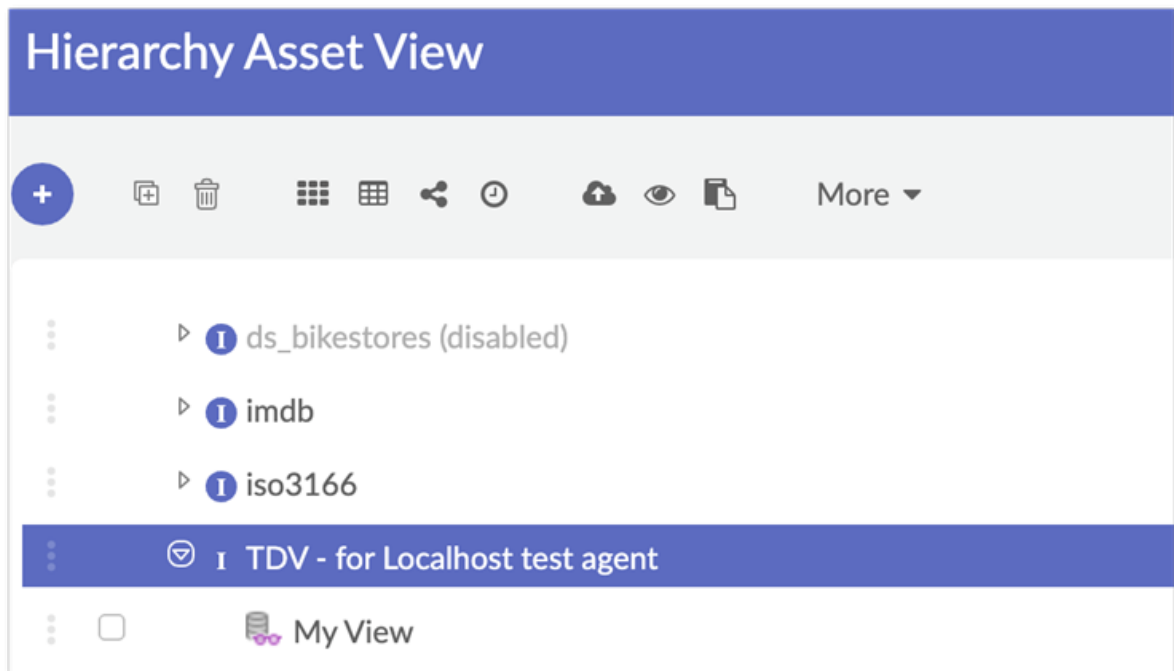 Hierarchy Asset View
More
I ds_bikestores (disabled)
I imdb
I iso3166
I TDV - for Localhost test agent
My View